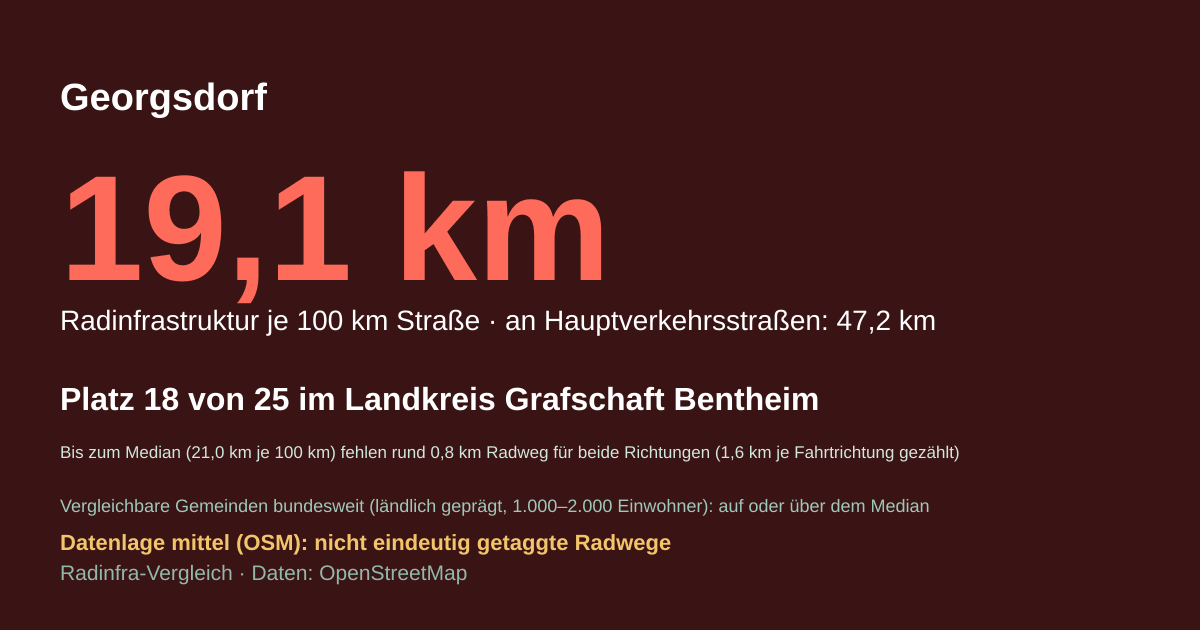 Georgsdorf
19,1 km
Radinfrastruktur je 100 km Straße · an Hauptverkehrsstraßen: 47,2 km
Platz 18 von 25 im Landkreis Grafschaft Bentheim
Bis zum Median (21,0 km je 100 km) fehlen rund 0,8 km Radweg für beide Richtungen (1,6 km je Fahrtrichtung gezählt)
Vergleichbare Gemeinden bundesweit (ländlich geprägt, 1.000–2.000 Einwohner): auf oder über dem Median
Datenlage mittel (OSM): nicht eindeutig getaggte Radwege
Radinfra-Vergleich · Daten: OpenStreetMap